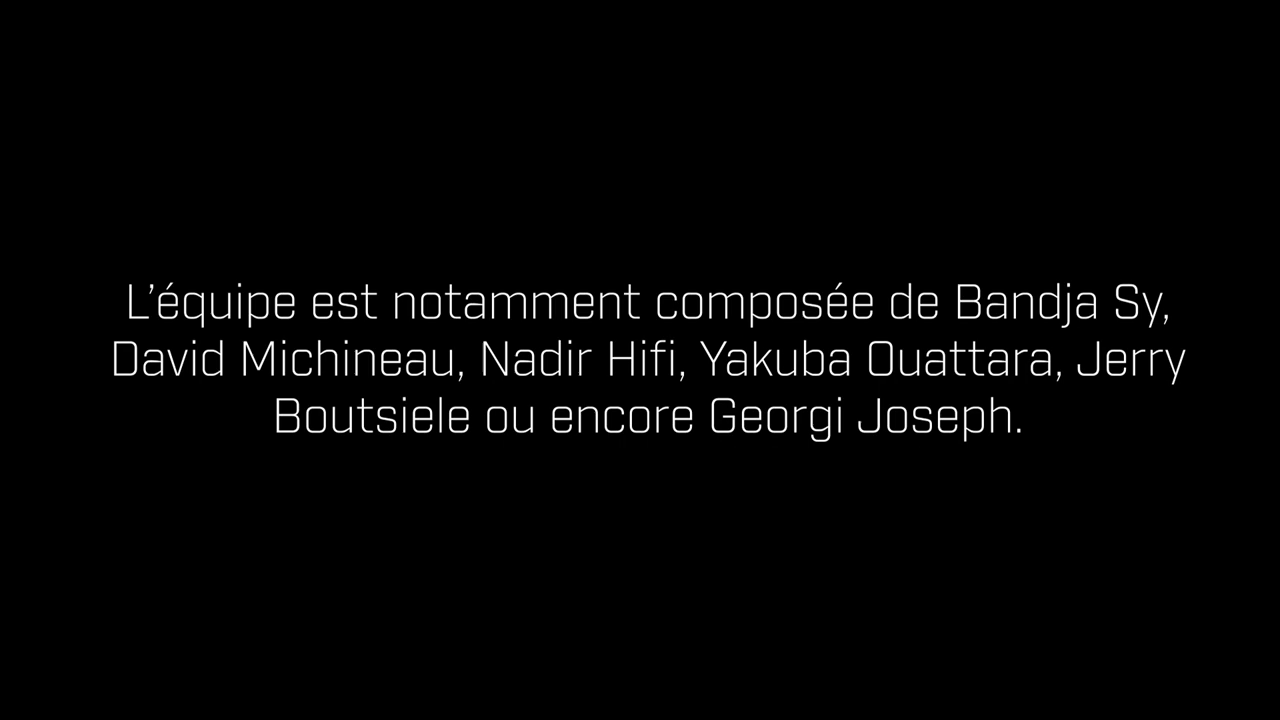 L’équipe est notamment composée de Bandja Sy,
David Michineau, Nadir Hifi, Yakuba Ouattara, Jerry
Boutsiele ou encore Georgi Joseph.